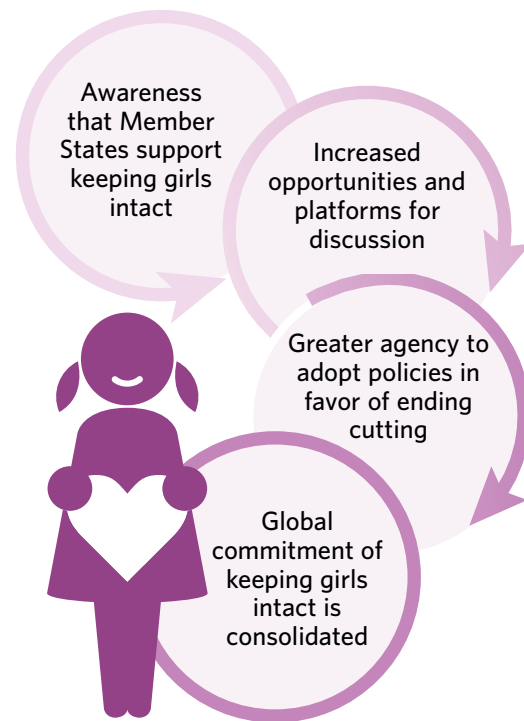 Awareness
that Member
States support
keeping girls
intact
Increased
opportunities and
platforms for
discussion
Greater agency to
adopt policies in
favor of ending
cutting
Global
commitment of
keeping girls
intact is
consolidated